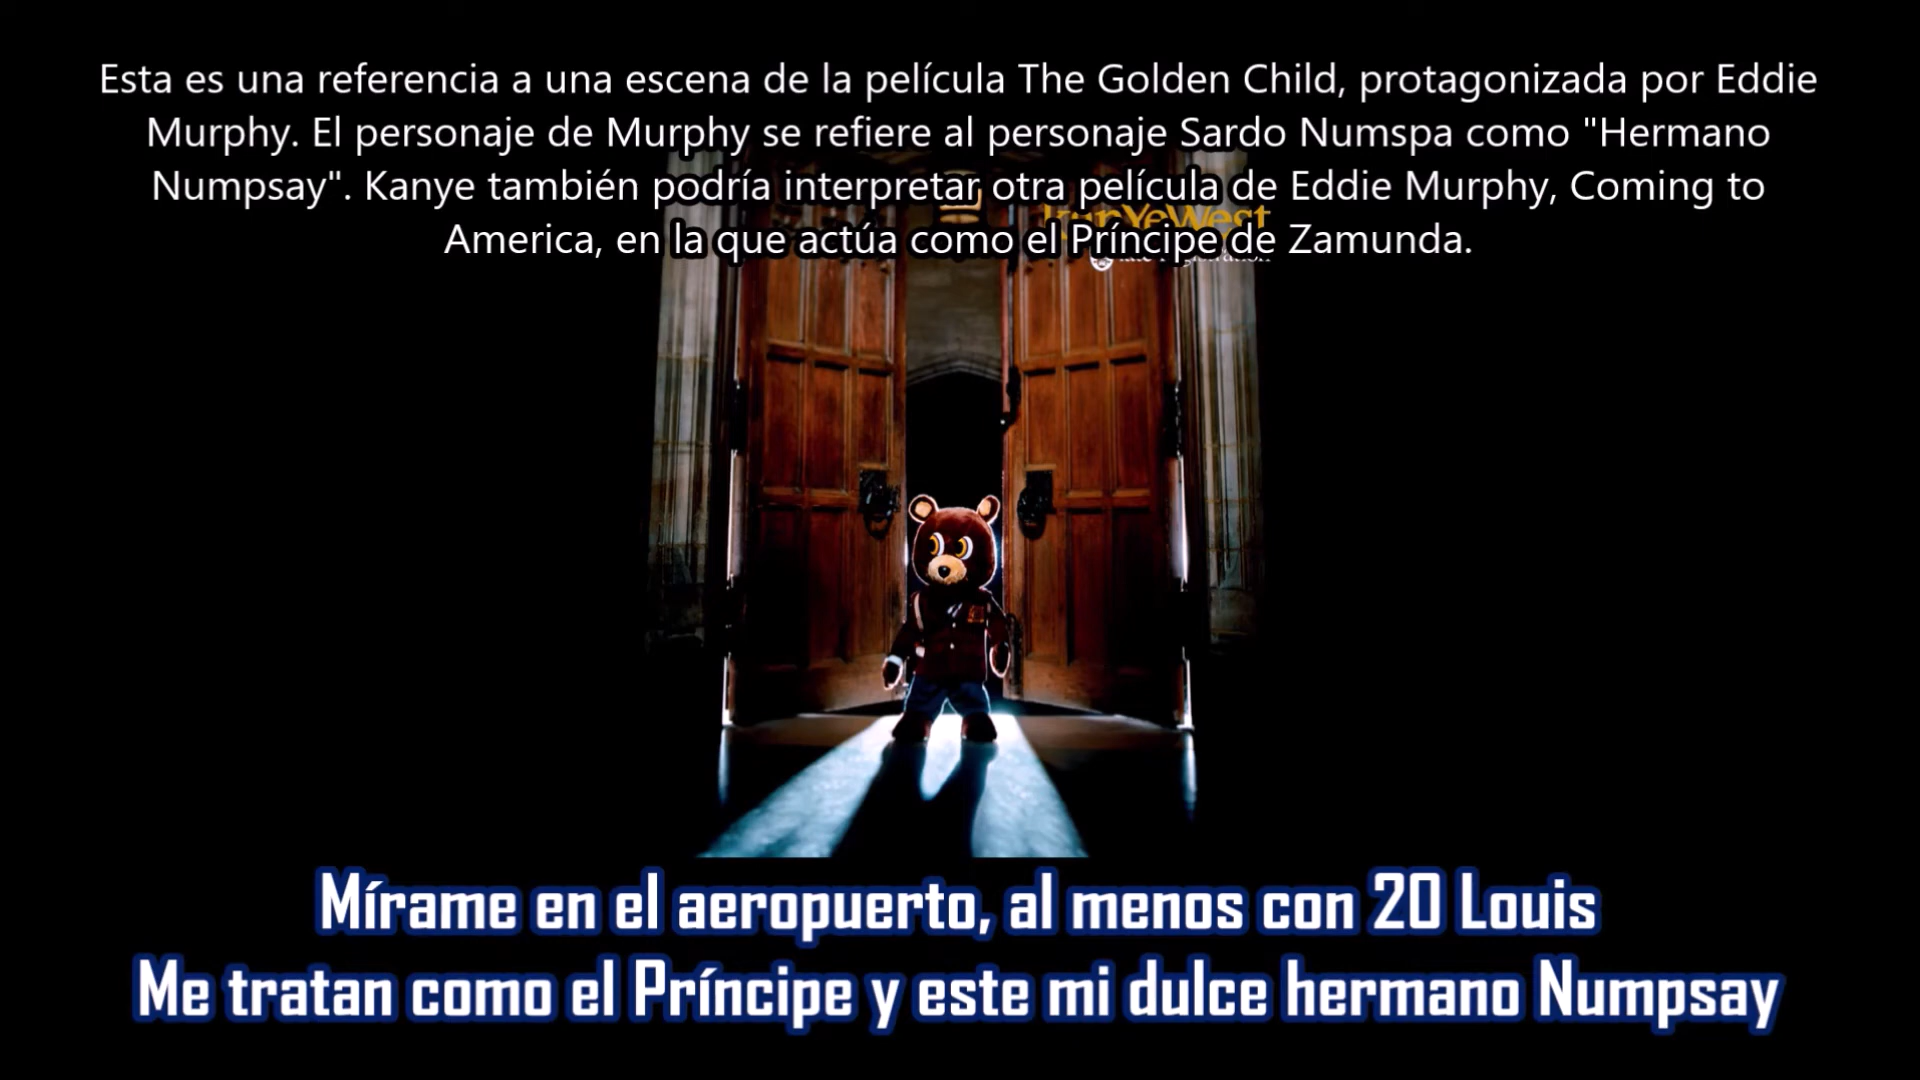 Esta es una referencia a una escena de la película The Golden Child, protagonizada por Eddie
Murphy. El personaje de Murphy se refiere al personaje Sardo Numspa como "Hermano
Numpsay". Kanye también podría interpretar otra película de Eddie Murphy, Coming to
America, en la que actúa como el Príncipe de Zamunda.
kanYeWest
Mírame en el aeropuerto, al menos con 20 Louis
Me tratan como el Príncipe y este mi dulce hermano Numpsay